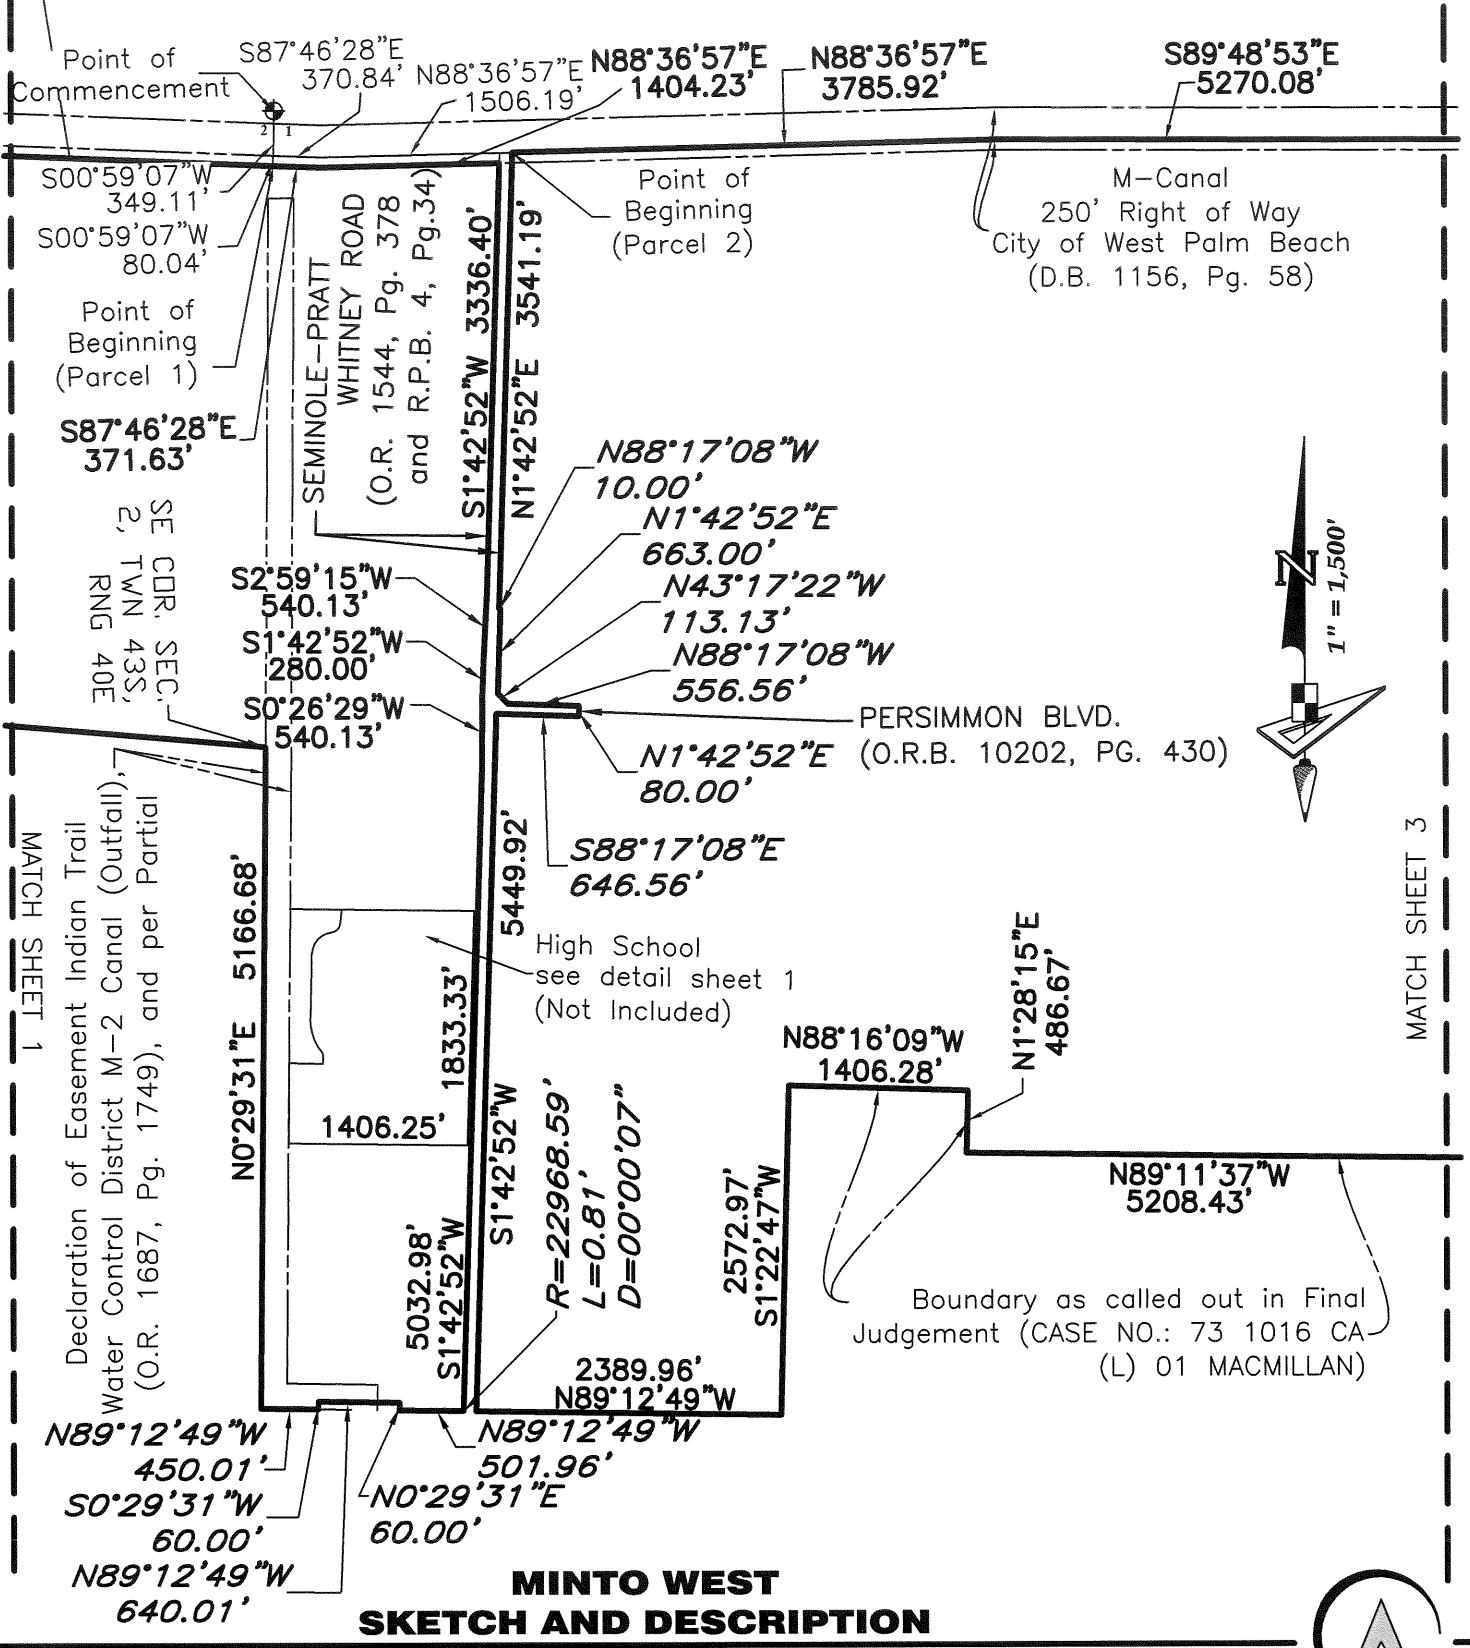 Point of
Commencement
S87°46'28"E
370.84'
N88°36'57"E
1506.19'
N88°36'57"E
1404.23'
N88°36'57"E
3785.92'
S89°48'53"E
5270.08'
2 1
S00°59'07"W
349.11'
S00°59'07"W
80.04'
Point of
Beginning
(Parcel 1)
S87°46'28"E
371.63'
SEMINOLE-PRATT
WHITNEY ROAD
(O.R. 1544, Pg. 378
and R.P.B. 4, Pg.34)
S1°42'52"W 3336.40'
N1°42'52"E 3541.19'
Point of
Beginning
(Parcel 2)
M-Canal
250' Right of Way
City of West Palm Beach
(D.B. 1156, Pg. 58)
N88°17'08"W
10.00'
N1°42'52"E
663.00'
N43°17'22"W
113.13'
N88°17'08"W
556.56'
PERSIMMON BLVD.
(O.R.B. 10202, PG. 430)
N1°42'52"E
80.00'
S88°17'08"E
646.56'
SE COR. SEC.
2, TWN 43S,
RNG 40E
S2°59'15"W
540.13'
S1°42'52"W
280.00'
S0°26'29"W
540.13'
N
1" = 1,500'
MATCH SHEET 1
MATCH SHEET 3
Declaration of Easement Indian Trail
Water Control District M-2 Canal (Outfall),
(O.R. 1687, Pg. 1749), and per Partial
N0°29'31"E 5166.68'
5449.92'
S1°42'52"W
High School
see detail sheet 1
(Not Included)
1833.33'
1406.25'
5032.98'
S1°42'52"W
R=22968.59'
L=0.81'
D=00°00'07"
N88°16'09"W
1406.28'
N1°28'15"E
486.67'
N89°11'37"W
5208.43'
2572.97'
S1°22'47"W
Boundary as called out in Final
Judgement (CASE NO.: 73 1016 CA
(L) 01 MACMILLAN)
2389.96'
N89°12'49"W
N89°12'49"W
501.96'
N89°12'49"W
450.01'
S0°29'31"W
60.00'
N0°29'31"E
60.00'
N89°12'49"W
640.01'
MINTO WEST
SKETCH AND DESCRIPTION